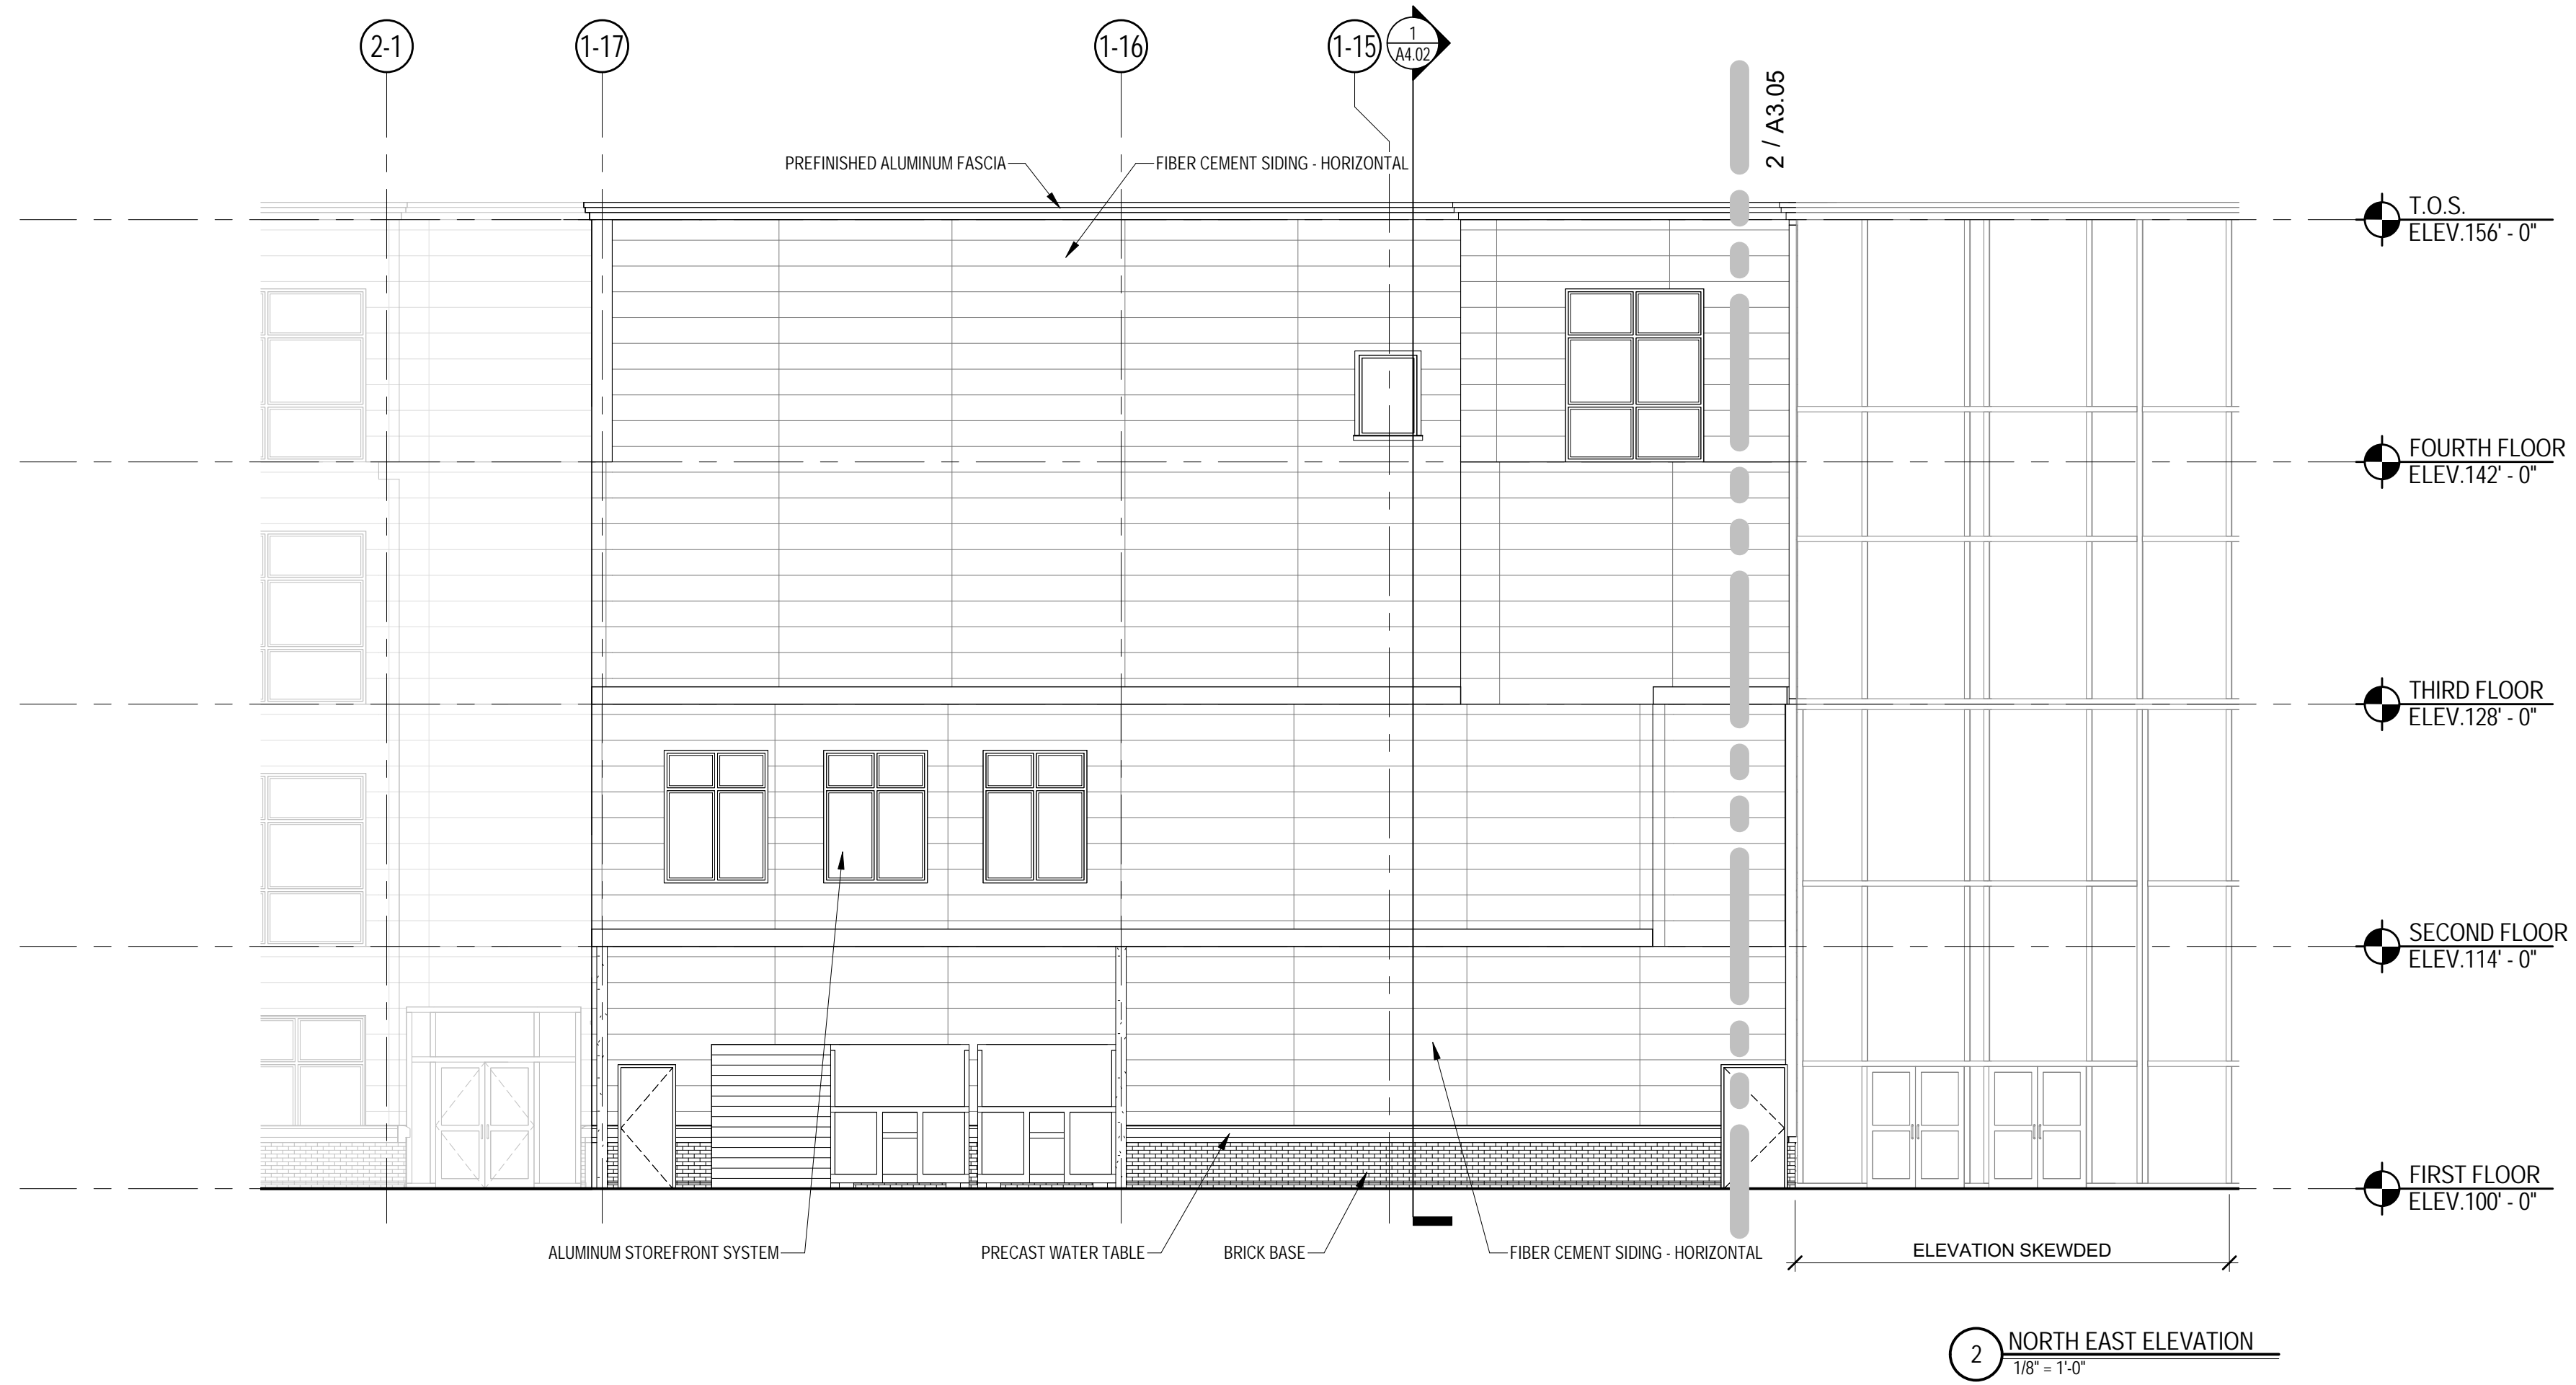 2-1
1-17
1-16
1-15
1
A4.02
2 / A3.05
PREFINISHED ALUMINUM FASCIA
FIBER CEMENT SIDING - HORIZONTAL
T.O.S.
ELEV.156' - 0"
FOURTH FLOOR
ELEV.142' - 0"
THIRD FLOOR
ELEV.128' - 0"
SECOND FLOOR
ELEV.114' - 0"
FIRST FLOOR
ELEV.100' - 0"
ALUMINUM STOREFRONT SYSTEM
PRECAST WATER TABLE
BRICK BASE
FIBER CEMENT SIDING - HORIZONTAL
ELEVATION SKEWDED
2
NORTH EAST ELEVATION
1/8" = 1'-0"